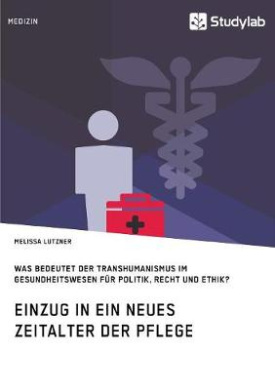 MEDIZIN
Studylab
MELISSA LUTZNER
WAS BEDEUTET DER TRANSHUMANISMUS IM
GESUNDHEITSWESEN FÜR POLITIK, RECHT UND ETHIK?
EINZUG IN EIN NEUES
ZEITALTER DER PFLEGE